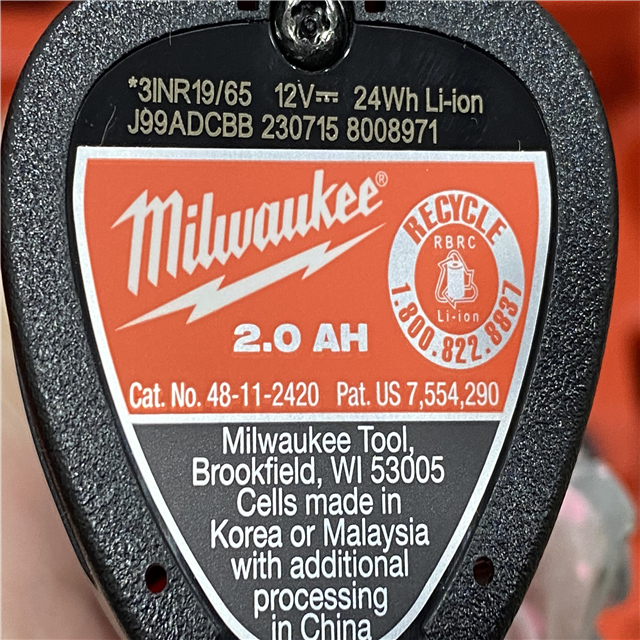 *3INR19/65 12V⎓ 24Wh Li-ion
J99ADCBB 230715 8008971
Milwaukee®
RECYCLE
RBRC
Li-ion
1.800.822.8837
2.0 AH
Cat. No. 48-11-2420 Pat. US 7,554,290
Milwaukee Tool,
Brookfield, WI 53005
Cells made in
Korea or Malaysia
with additional
processing
in China